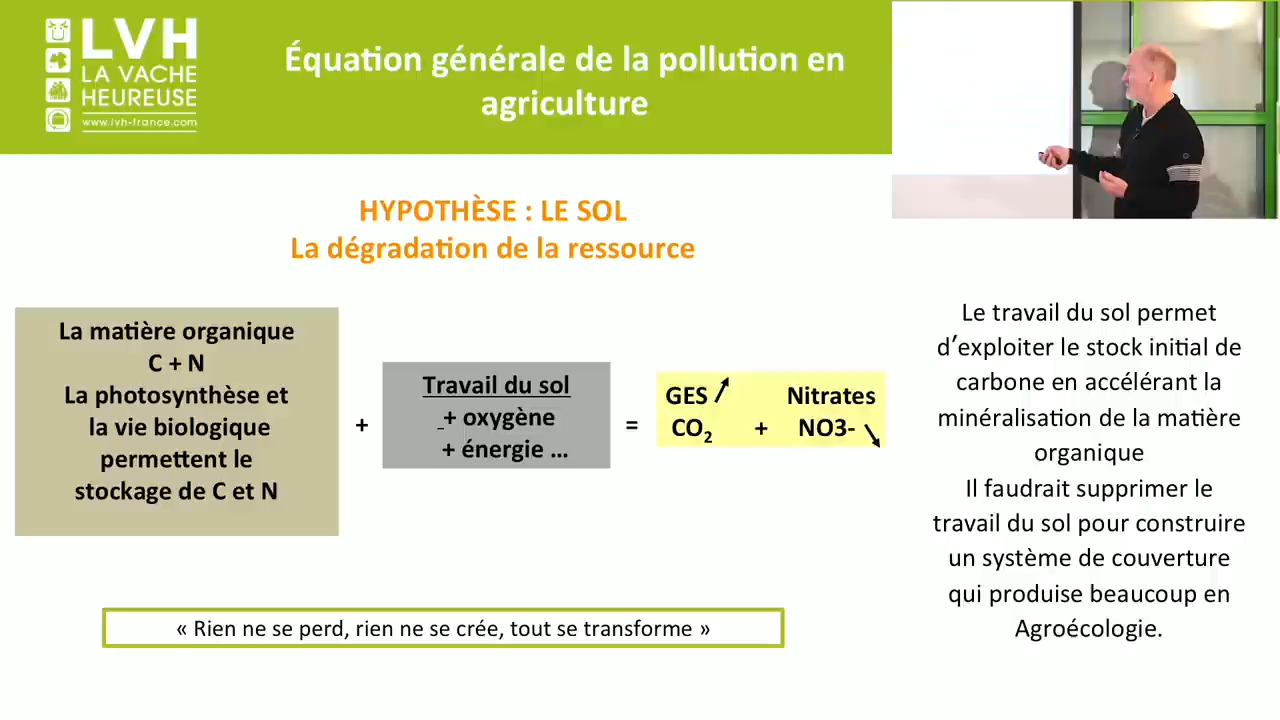 LVH
LA VACHE
HEUREUSE
www.lvh-france.com
Équation générale de la pollution en
agriculture
HYPOTHÈSE : LE SOL
La dégradation de la ressource
La matière organique
C + N
La photosynthèse et
la vie biologique
permettent le
stockage de C et N
+
Travail du sol
+ oxygène
+ énergie ...
=
GES Nitrates
CO₂ + NO3-
Le travail du sol permet
d’exploiter le stock initial de
carbone en accélérant la
minéralisation de la matière
organique
Il faudrait supprimer le
travail du sol pour construire
un système de couverture
qui produise beaucoup en
Agroécologie.
« Rien ne se perd, rien ne se crée, tout se transforme »